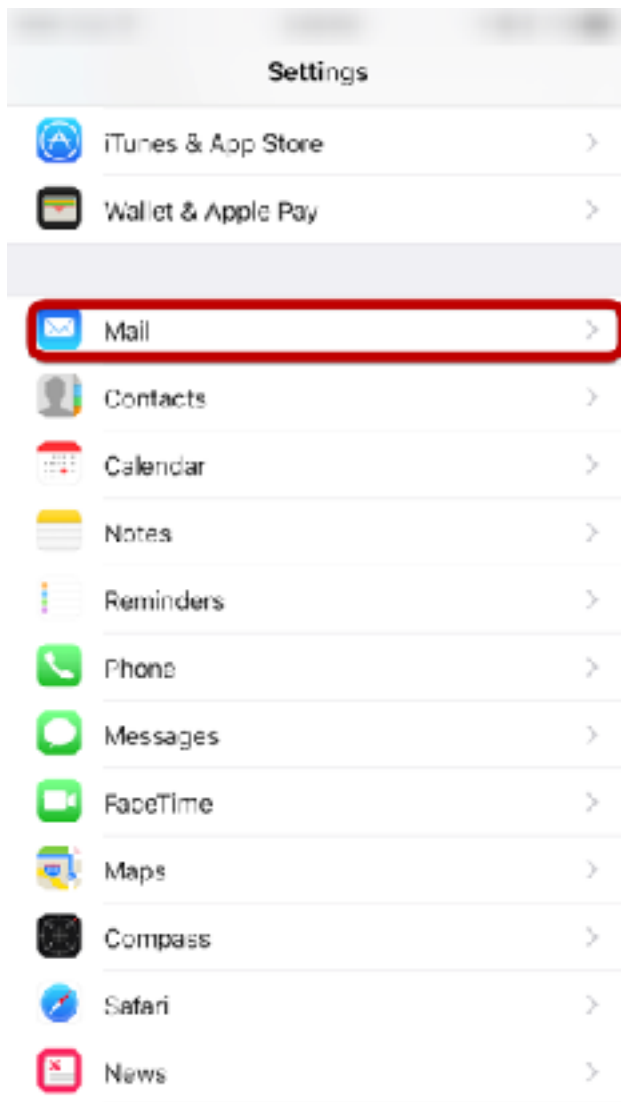 Settings
iTunes & App Store
Wallet & Apple Pay
Mail
Contacts
Calendar
Notes
Reminders
Phone
Messages
FaceTime
Maps
Compass
Safari
News